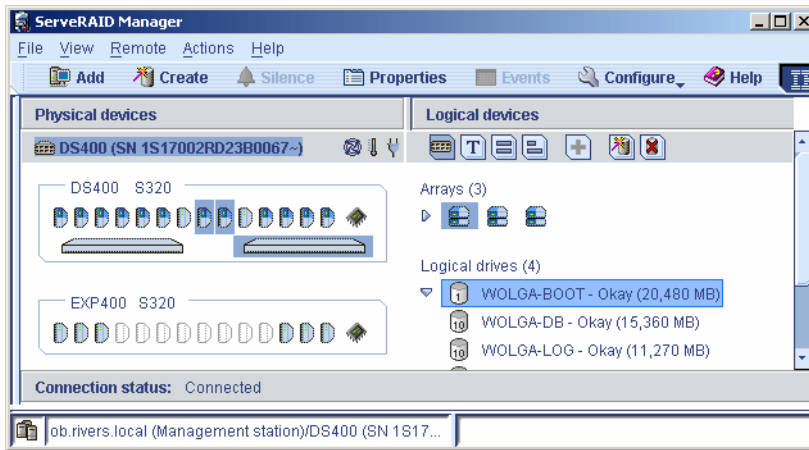 ServeRAID Manager
File View Remote Actions Help
Add Create Silence Properties Events Configure Help
Physical devices
Logical devices
DS400 (SN 1S17002RD23B0067~)
T
DS400 S320
Arrays (3)
Logical drives (4)
1 WOLGA-BOOT - Okay (20,480 MB)
EXP400 S320
10 WOLGA-DB - Okay (15,360 MB)
10 WOLGA-LOG - Okay (11,270 MB)
Connection status: Connected
ob.rivers.local (Management station)/DS400 (SN 1S17...